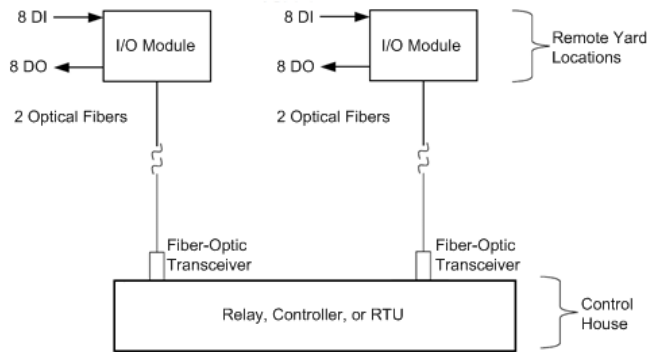 8 DI
I/O Module
8 DO
2 Optical Fibers
8 DI
I/O Module
8 DO
2 Optical Fibers
Remote Yard
Locations
Fiber-Optic
Transceiver
Fiber-Optic
Transceiver
Relay, Controller, or RTU
Control
House